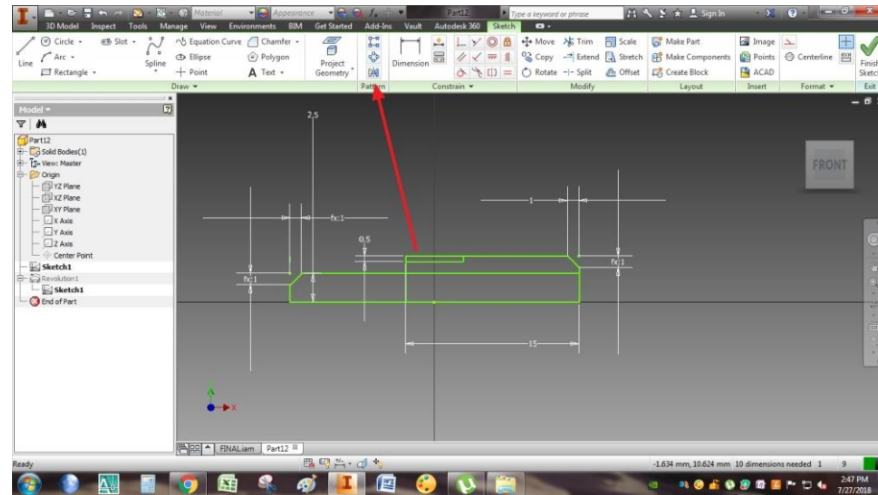 Material
Appearance
Part12
Type a keyword or phrase
Sign In
3D Model Inspect Tools Manage View Environments BIM Get Started Add-Ins Vault Autodesk 360 Sketch
Line
Circle
Arc
Rectangle
Slot
Spline
Equation Curve
Ellipse
Point
Chamfer
Polygon
Text
Project
Geometry
Dimension
Move
Copy
Rotate
Trim
Extend
Split
Scale
Stretch
Offset
Make Part
Make Components
Create Block
Image
Points
ACAD
Centerline
Finish
Sketch
Draw
Pattern
Constrain
Modify
Layout
Insert
Format
Exit
Model
Part12
Solid Bodies(1)
View: Master
Origin
YZ Plane
XZ Plane
XY Plane
X Axis
Y Axis
Z Axis
Center Point
Sketch1
Revolution1
Sketch1
End of Part
2,5
FRONT
1
fx:1
0,5
fx:1
fx:1
15
X
FINAL.iam
Part12
Ready
-1.634 mm, 10.624 mm 10 dimensions needed 1 9
2:47 PM
7/27/2018